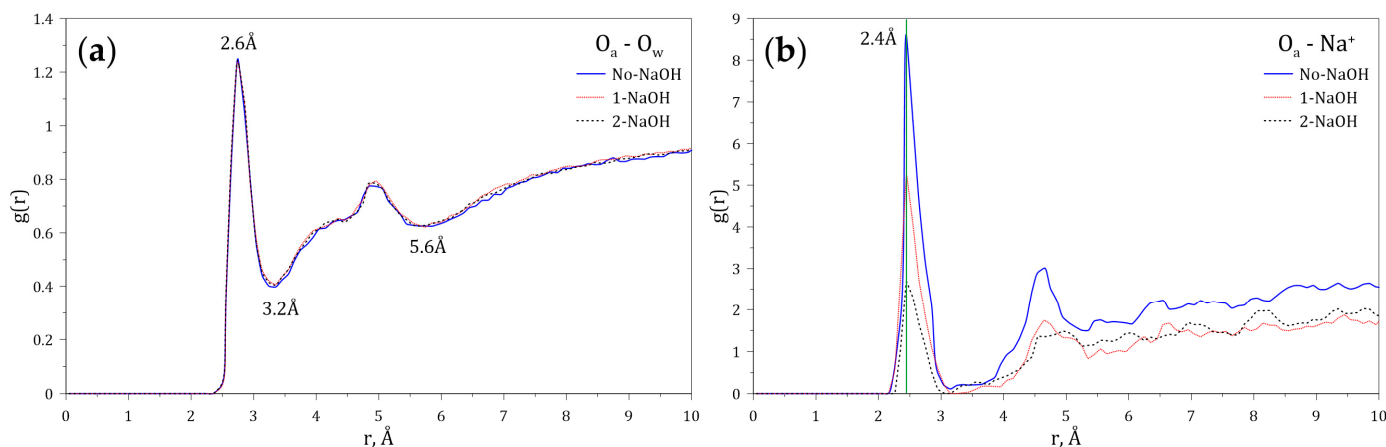 (a)
2.6Å
Oa - Ow
No-NaOH
1-NaOH
2-NaOH
3.2Å
5.6Å
g(r)
1.4
1.2
1
0.8
0.6
0.4
0.2
0
0 1 2 3 4 5 6 7 8 9 10
r, Å
(b)
2.4Å
Oa - Na⁺
No-NaOH
1-NaOH
2-NaOH
g(r)
9
8
7
6
5
4
3
2
1
0
0 1 2 3 4 5 6 7 8 9 10
r, Å